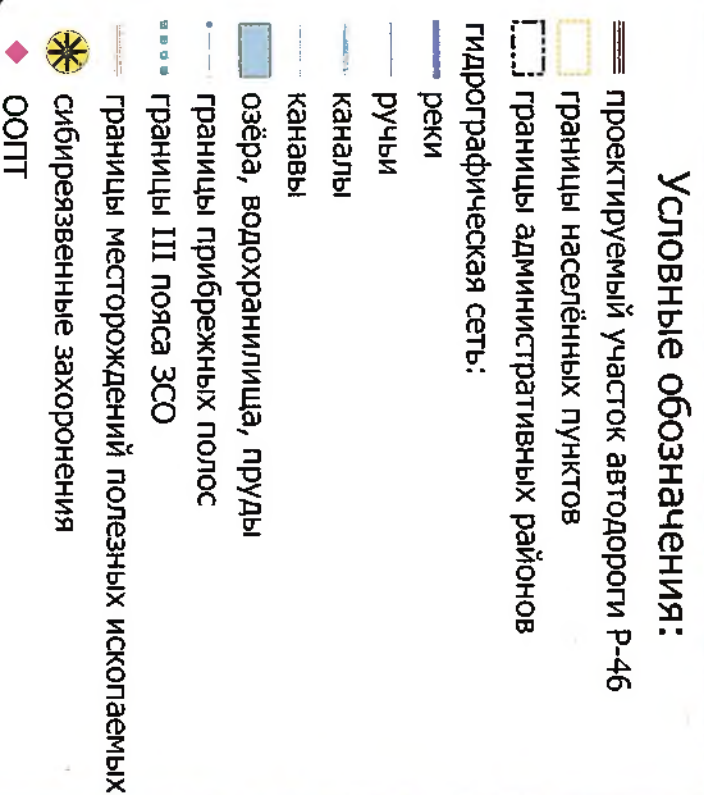 Условные обозначения:
проектируемый участок автодороги Р-46
границы населённых пунктов
границы административных районов
гидрографическая сеть:
реки
ручьи
каналы
канавы
озёра, водохранилища, пруды
границы прибрежных полос
границы III пояса ЗСО
границы месторождений полезных ископаемых
сибиреязвенные захоронения
ООПТ